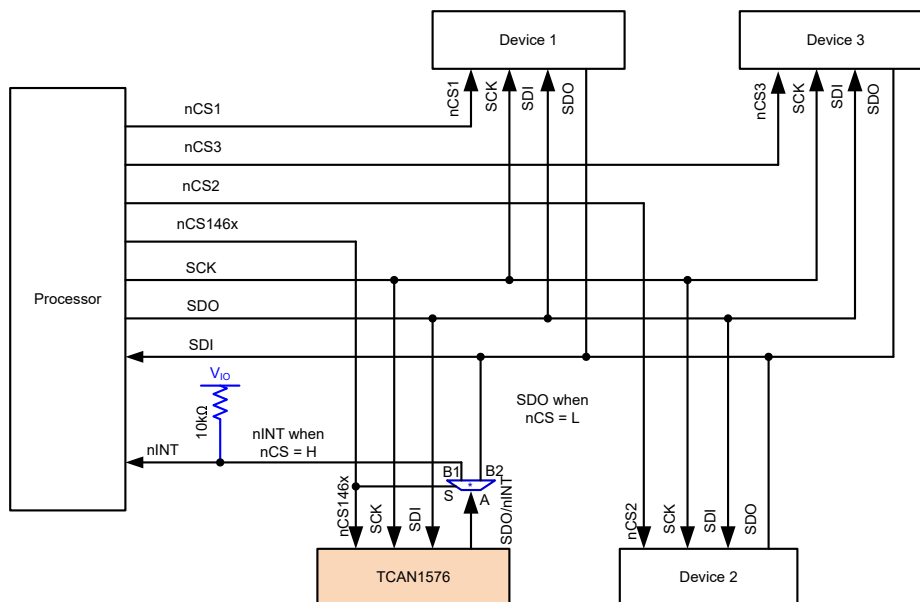 Device 1
Device 3
nCS1
SCK
SDI
SDO
nCS3
SCK
SDI
SDO
nCS1
nCS3
nCS2
nCS146x
SCK
Processor
SDO
SDI
VIO
10kΩ
SDO when
nCS = L
nINT when
nCS = H
nINT
B1
B2
*
S
A
nCS146x
SCK
SDI
SDO/nINT
nCS2
SCK
SDI
SDO
TCAN1576
Device 2